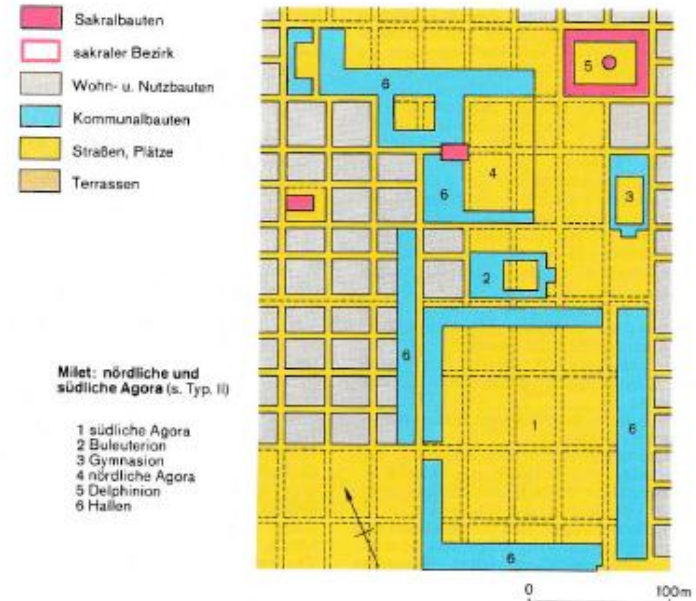 Sakralbauten
sakraler Bezirk
Wohn- u. Nutzbauten
Kommunalbauten
Straßen, Plätze
Terrassen
Milet: nördliche und
südliche Agora (s. Typ. II)
1 südliche Agora
2 Buleuterion
3 Gymnasion
4 nördliche Agora
5 Delphinion
6 Hallen
5
6
4
6
3
2
6
1
6
6
0 100m